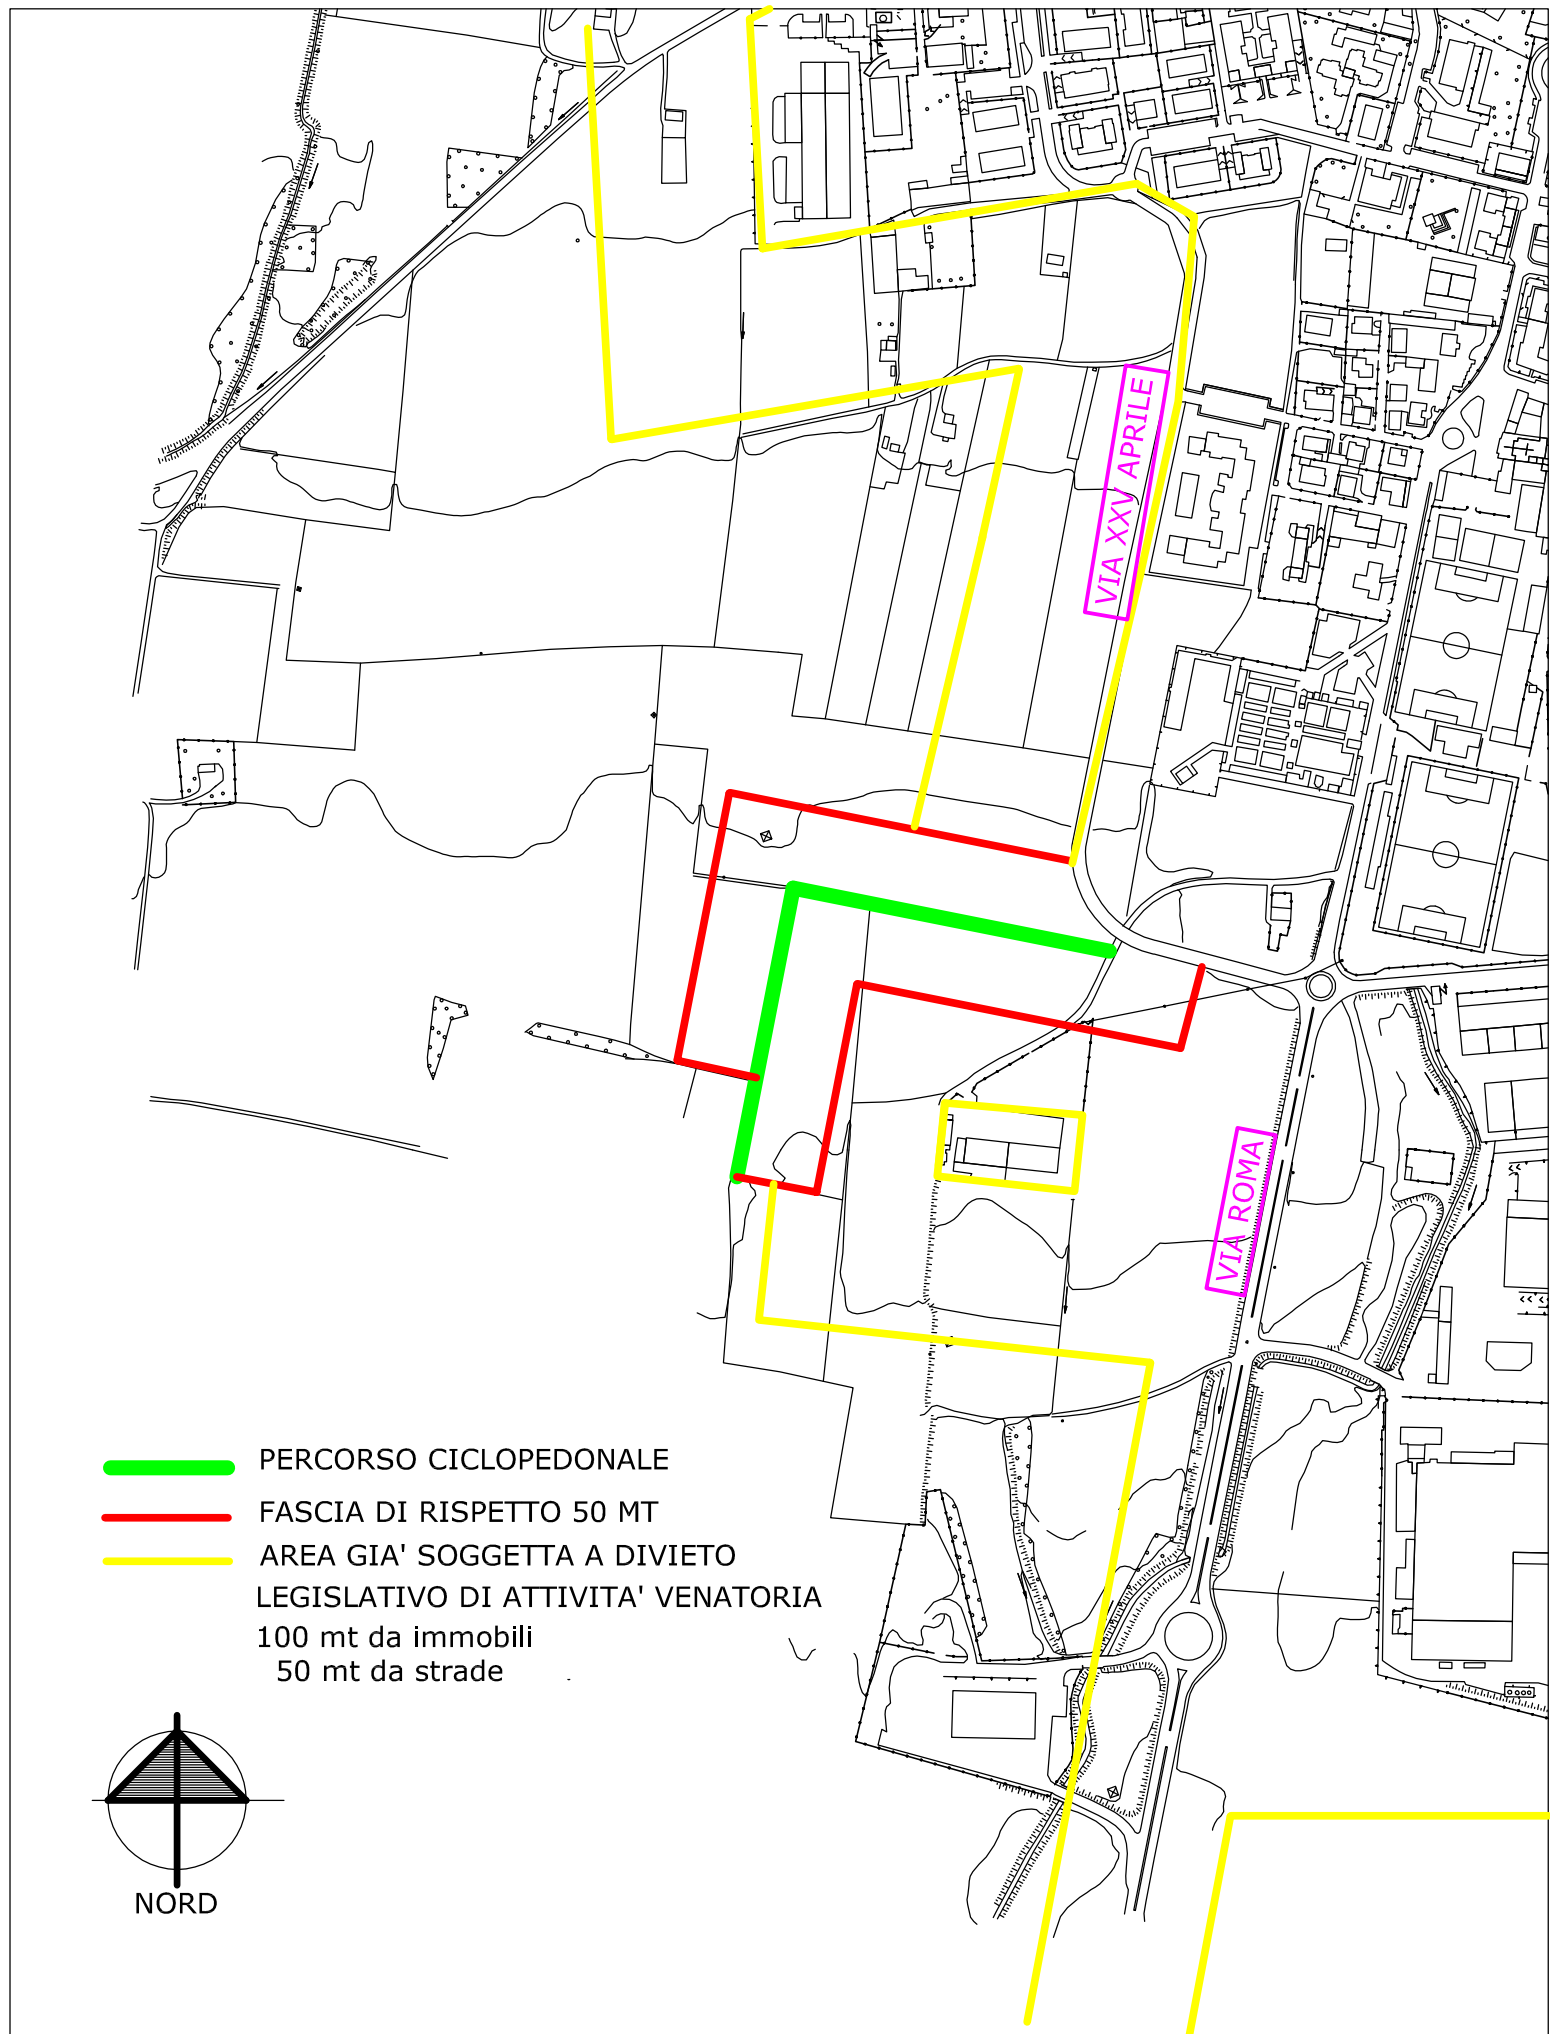 VIA XXV APRILE
VIA ROMA
PERCORSO CICLOPEDONALE
FASCIA DI RISPETTO 50 MT
AREA GIA' SOGGETTA A DIVIETO
LEGISLATIVO DI ATTIVITA' VENATORIA
100 mt da immobili
50 mt da strade
NORD